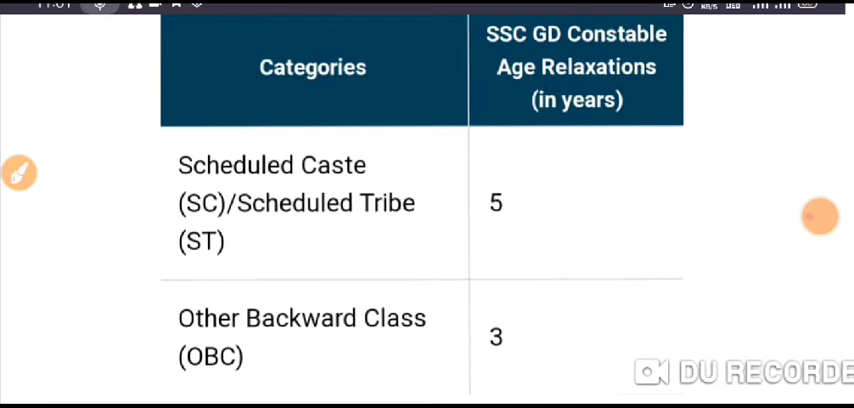 SSC GD Constable
Categories
Age Relaxations
(in years)
Scheduled Caste
(SC)/Scheduled Tribe
5
(ST)
Other Backward Class
3
(OBC)
DU RECORDE